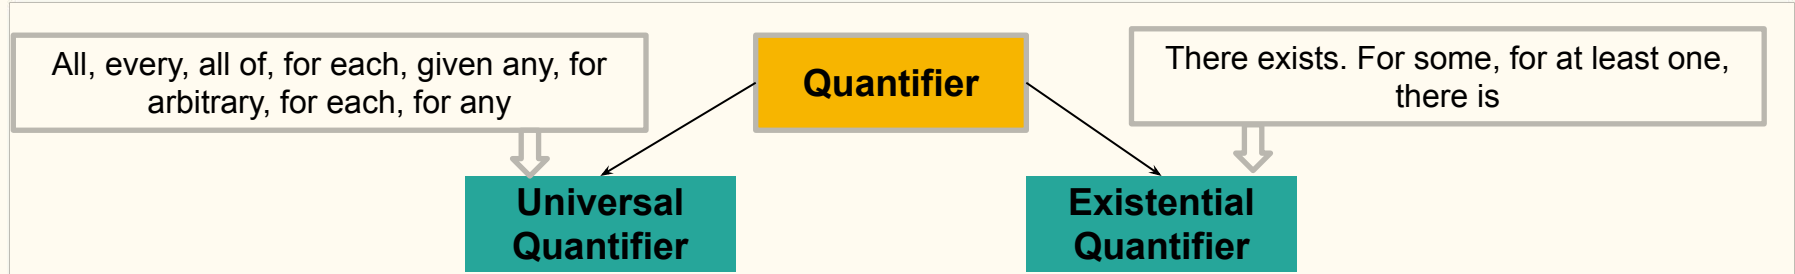 All, every, all of, for each, given any, for
arbitrary, for each, for any
Quantifier
There exists. For some, for at least one,
there is
Universal
Quantifier
Existential
Quantifier